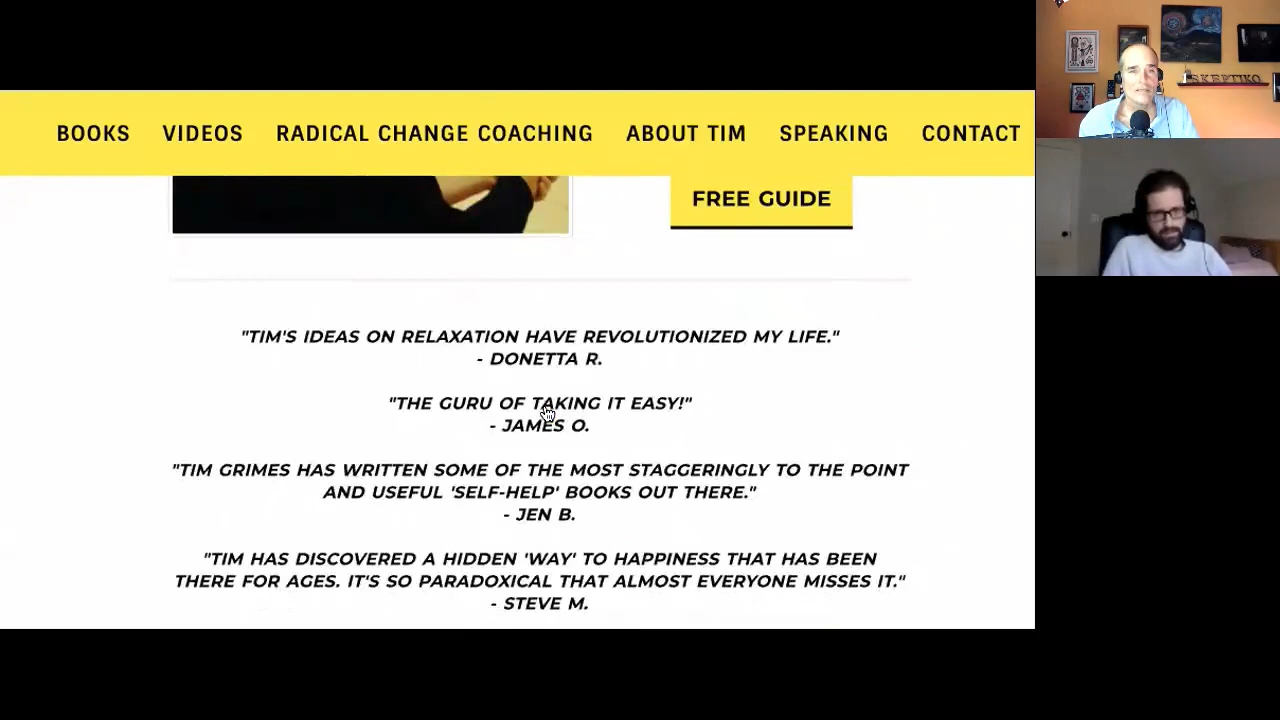 BOOKS VIDEOS RADICAL CHANGE COACHING ABOUT TIM SPEAKING CONTACT
FREE GUIDE
"TIM'S IDEAS ON RELAXATION HAVE REVOLUTIONIZED MY LIFE."
- DONETTA R.
"THE GURU OF TAKING IT EASY!"
- JAMES O.
"TIM GRIMES HAS WRITTEN SOME OF THE MOST STAGGERINGLY TO THE POINT
AND USEFUL 'SELF-HELP' BOOKS OUT THERE."
- JEN B.
"TIM HAS DISCOVERED A HIDDEN 'WAY' TO HAPPINESS THAT HAS BEEN
THERE FOR AGES. IT'S SO PARADOXICAL THAT ALMOST EVERYONE MISSES IT."
- STEVE M.
SKEPTIKO